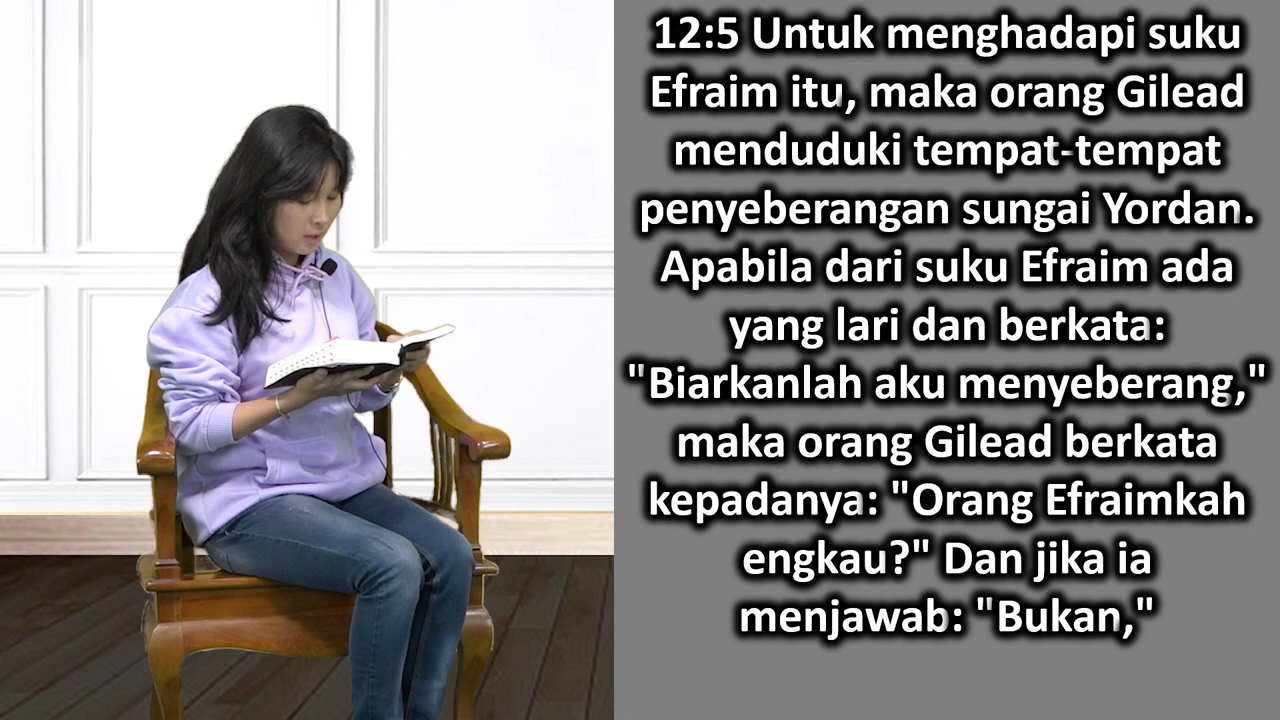 12:5 Untuk menghadapi suku
Efraim itu, maka orang Gilead
menduduki tempat-tempat
penyeberangan sungai Yordan.
Apabila dari suku Efraim ada
yang lari dan berkata:
"Biarkanlah aku menyeberang,"
maka orang Gilead berkata
kepadanya: "Orang Efraimkah
engkau?" Dan jika ia
menjawab: "Bukan,"